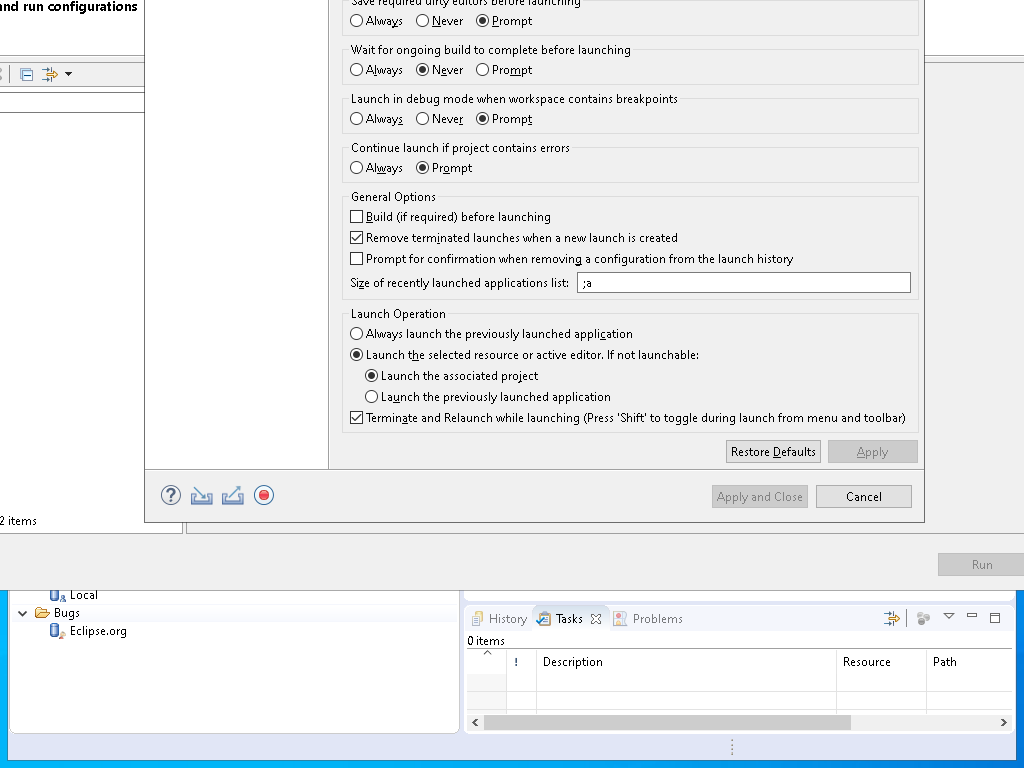 and run configurations
Save required dirty editors before launching
Always Never Prompt
Wait for ongoing build to complete before launching
Always Never Prompt
Launch in debug mode when workspace contains breakpoints
Always Never Prompt
Continue launch if project contains errors
Always Prompt
General Options
Build (if required) before launching
Remove terminated launches when a new launch is created
Prompt for confirmation when removing a configuration from the launch history
Size of recently launched applications list: ;a
Launch Operation
Always launch the previously launched application
Launch the selected resource or active editor. If not launchable:
Launch the associated project
Launch the previously launched application
Terminate and Relaunch while launching (Press 'Shift' to toggle during launch from menu and toolbar)
Restore Defaults Apply
Apply and Close Cancel
2 items
Run
Local
Bugs
Eclipse.org
History Tasks Problems
0 items
! Description Resource Path